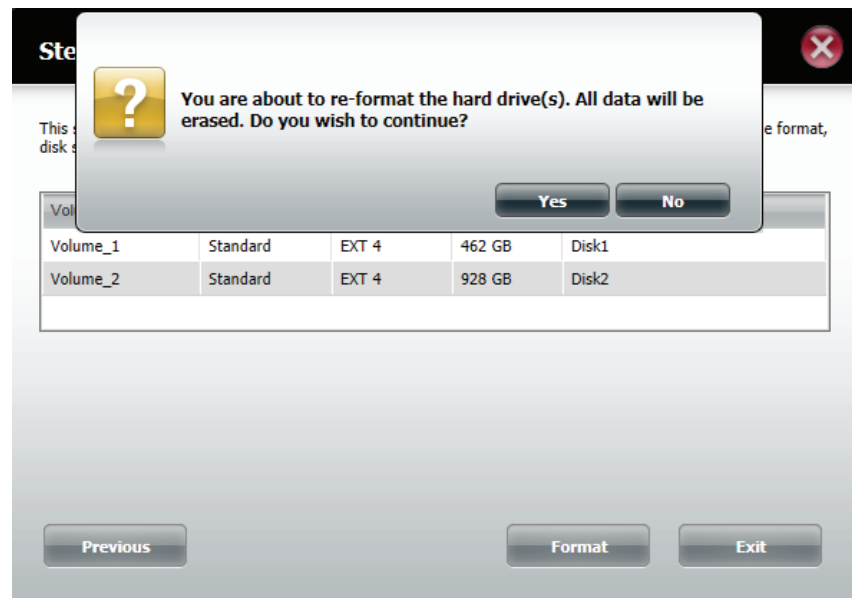 Ste
You are about to re-format the hard drive(s). All data will be
erased. Do you wish to continue?
This
e format,
disk s
Yes No
Vol
Volume_1 Standard EXT 4 462 GB Disk1
Volume_2 Standard EXT 4 928 GB Disk2
Previous Format Exit